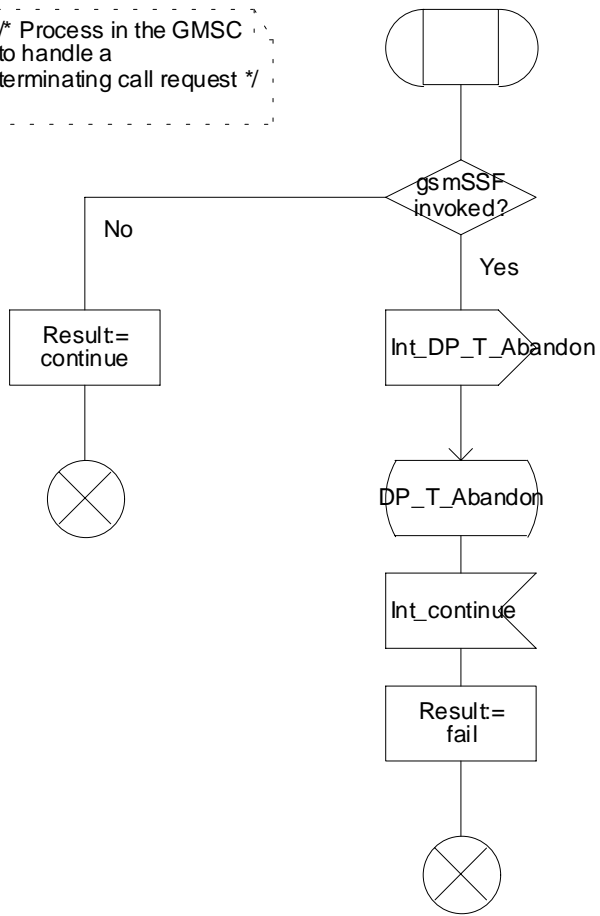 /* Process in the GMSC
to handle a
terminating call request */
gsmSSF
invoked?
No
Yes
Result:=
continue
Int_DP_T_Abandon
DP_T_Abandon
Int_continue
Result:=
fail